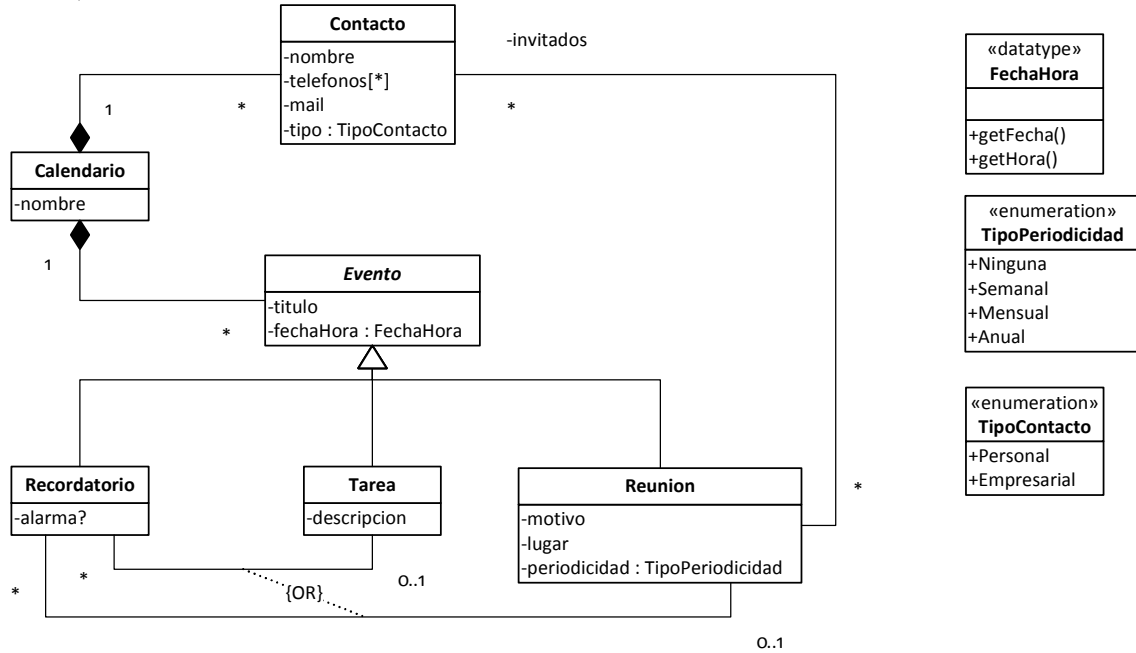 Contacto
-nombre
-telefonos[*]
-mail
-tipo : TipoContacto
-invitados
1
*
*
Calendario
-nombre
1
*
Evento
-titulo
-fechaHora : FechaHora
Recordatorio
-alarma?
Tarea
-descripcion
Reunion
-motivo
-lugar
-periodicidad : TipoPeriodicidad
*
*
*
0..1
{OR}
0..1
«datatype»
FechaHora
+getFecha()
+getHora()
«enumeration»
TipoPeriodicidad
+Ninguna
+Semanal
+Mensual
+Anual
«enumeration»
TipoContacto
+Personal
+Empresarial